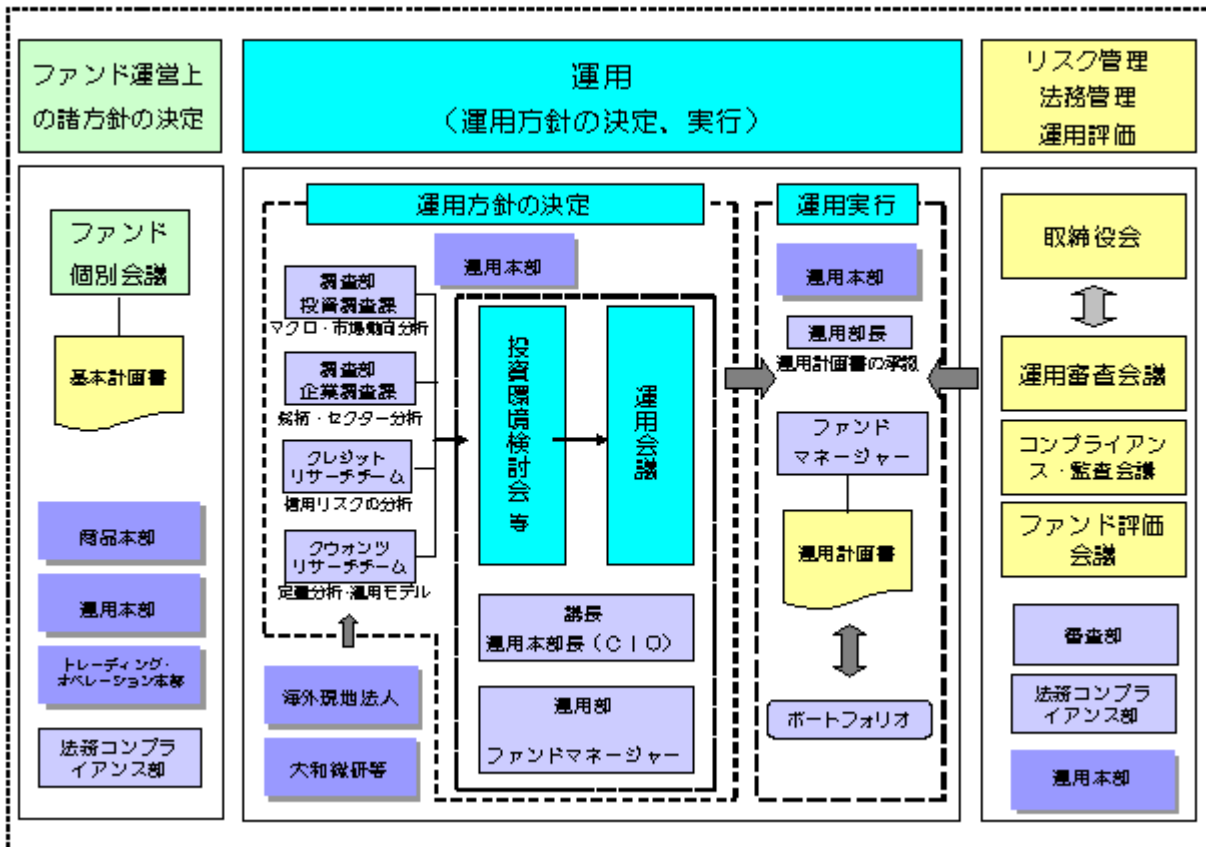 ファンド運営上
の諸方針の決定
運用
(運用方針の決定、実行)
リスク管理
法務管理
運用評価
ファンド
個別会議
基本計画書
商品本部
運用本部
トレーディング・
オペレーション本部
法務コンプラ
イアンス部
運用方針の決定
運用本部
調査部
投資調査課
マクロ・市場動向分析
調査部
企業調査課
銘柄・セクター分析
クレジット
リサーチチーム
信用リスクの分析
クウォンツ
リサーチチーム
定量分析・運用モデル
海外現地法人
大和総研等
投資環境検討会 等
運用会議
議長
運用本部長(CIO)
運用部
ファンドマネージャー
運用実行
運用本部
運用部長
運用計画書の承認
ファンド
マネージャー
運用計画書
ポートフォリオ
取締役会
運用審査会議
コンプライアン
ス・監査会議
ファンド評価
会議
審査部
法務コンプラ
イアンス部
運用本部